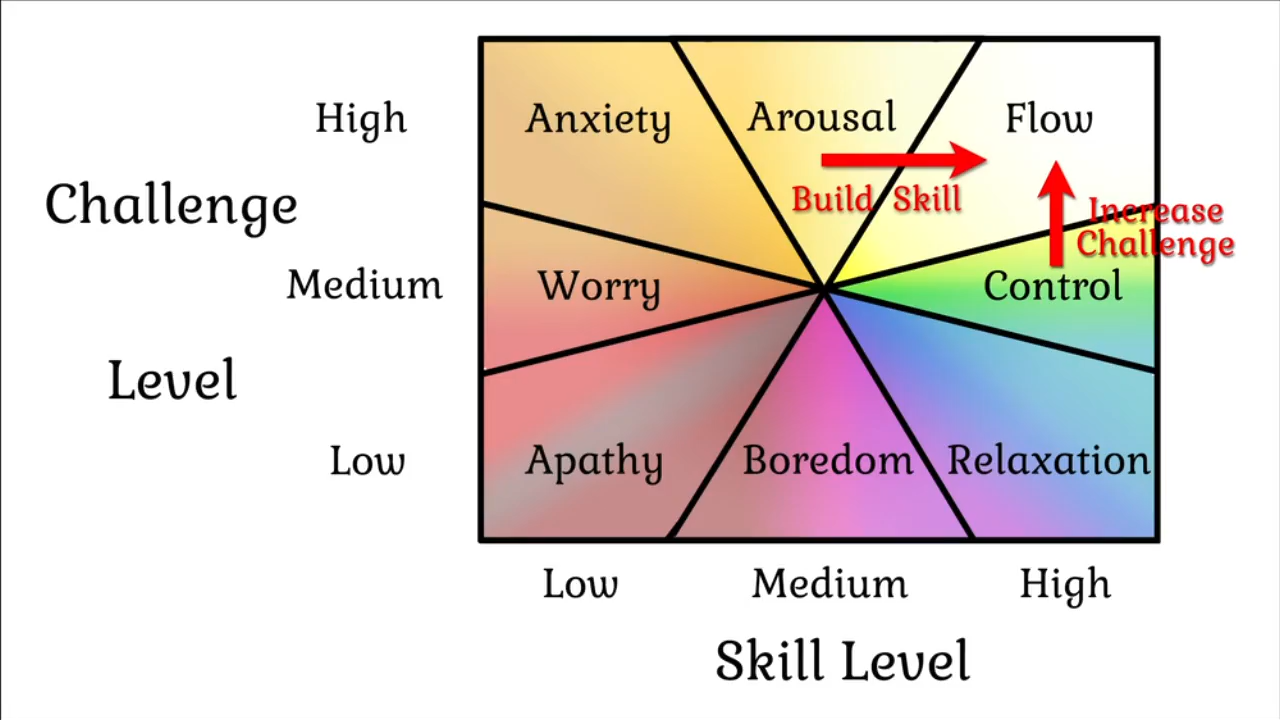 High
Anxiety
Arousal
Flow
Build Skill
Increase
Challenge
Challenge
Medium
Worry
Control
Level
Low
Apathy
Boredom
Relaxation
Low
Medium
High
Skill Level